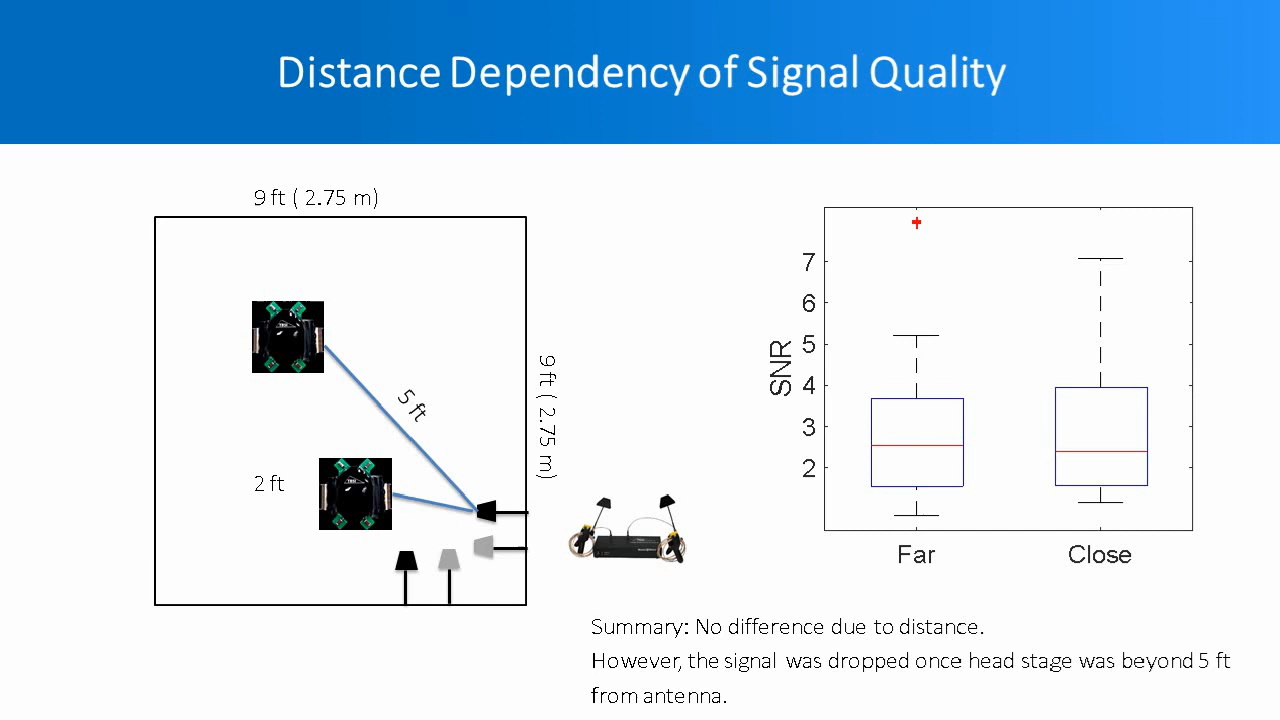 Distance Dependency of Signal Quality
9 ft ( 2.75 m)
9 ft ( 2.75 m)
5 ft
2 ft
SNR
7
6
5
4
3
2
Far
Close
Summary: No difference due to distance.
However, the signal was dropped once head stage was beyond 5 ft
from antenna.